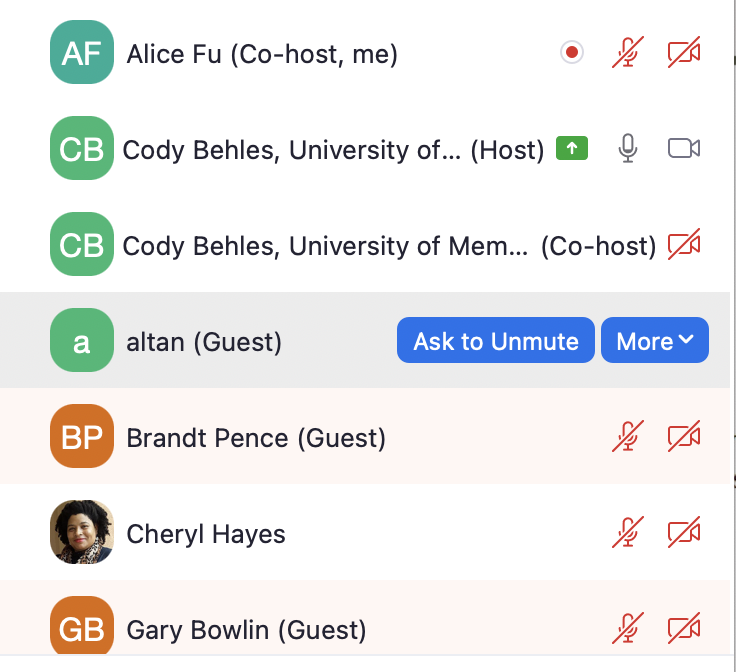 AF Alice Fu (Co-host, me)
CB Cody Behles, University of... (Host)
CB Cody Behles, University of Mem... (Co-host)
a altan (Guest) Ask to Unmute More
BP Brandt Pence (Guest)
Cheryl Hayes
GB Gary Bowlin (Guest)